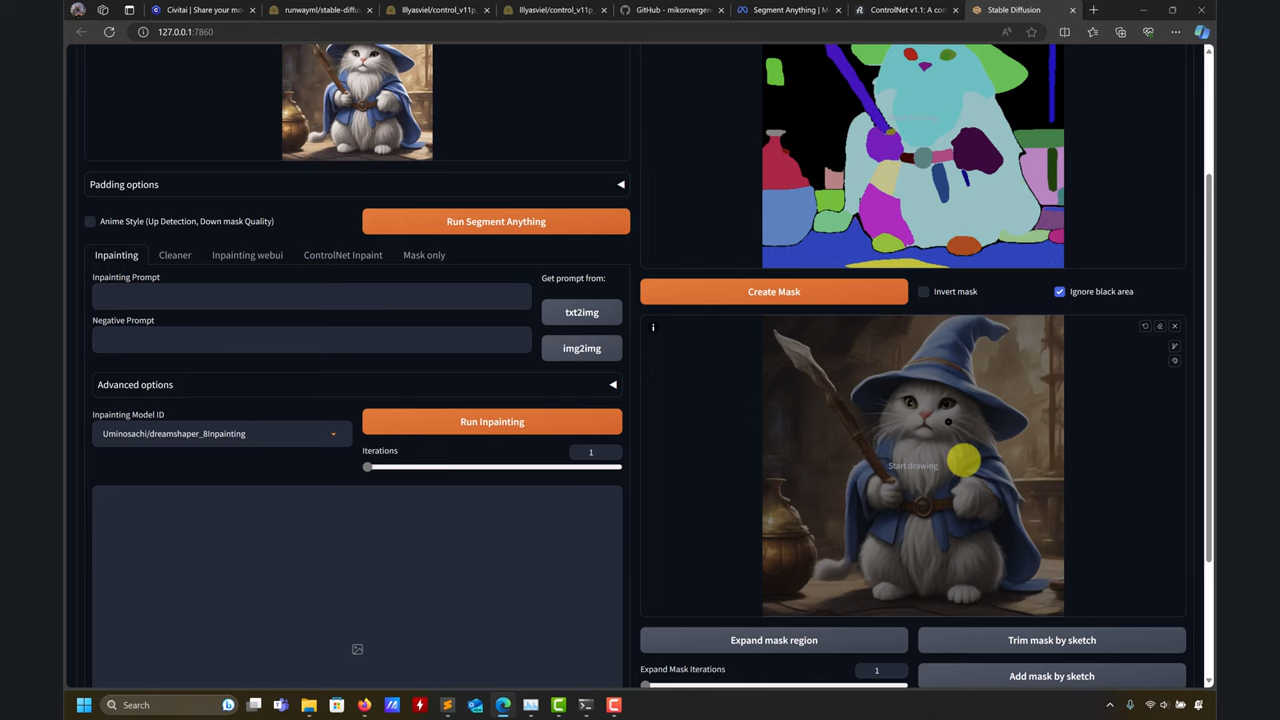 Civitai | Share your mo
runwayml/stable-diffus
lllyasviel/control_v11p
lllyasviel/control_v11p
GitHub - mikonvergenc
Segment Anything | M
ControlNet v1.1: A con
Stable Diffusion
127.0.0.1:7860
Padding options
Anime Style (Up Detection, Down mask Quality)
Run Segment Anything
Inpainting
Cleaner
Inpainting webui
ControlNet Inpaint
Mask only
Inpainting Prompt
Get prompt from:
txt2img
Negative Prompt
img2img
Advanced options
Inpainting Model ID
Uminosachi/dreamshaper_8Inpainting
Run Inpainting
Iterations
1
Create Mask
Invert mask
Ignore black area
Start drawing
Expand mask region
Trim mask by sketch
Expand Mask Iterations
1
Add mask by sketch
Search